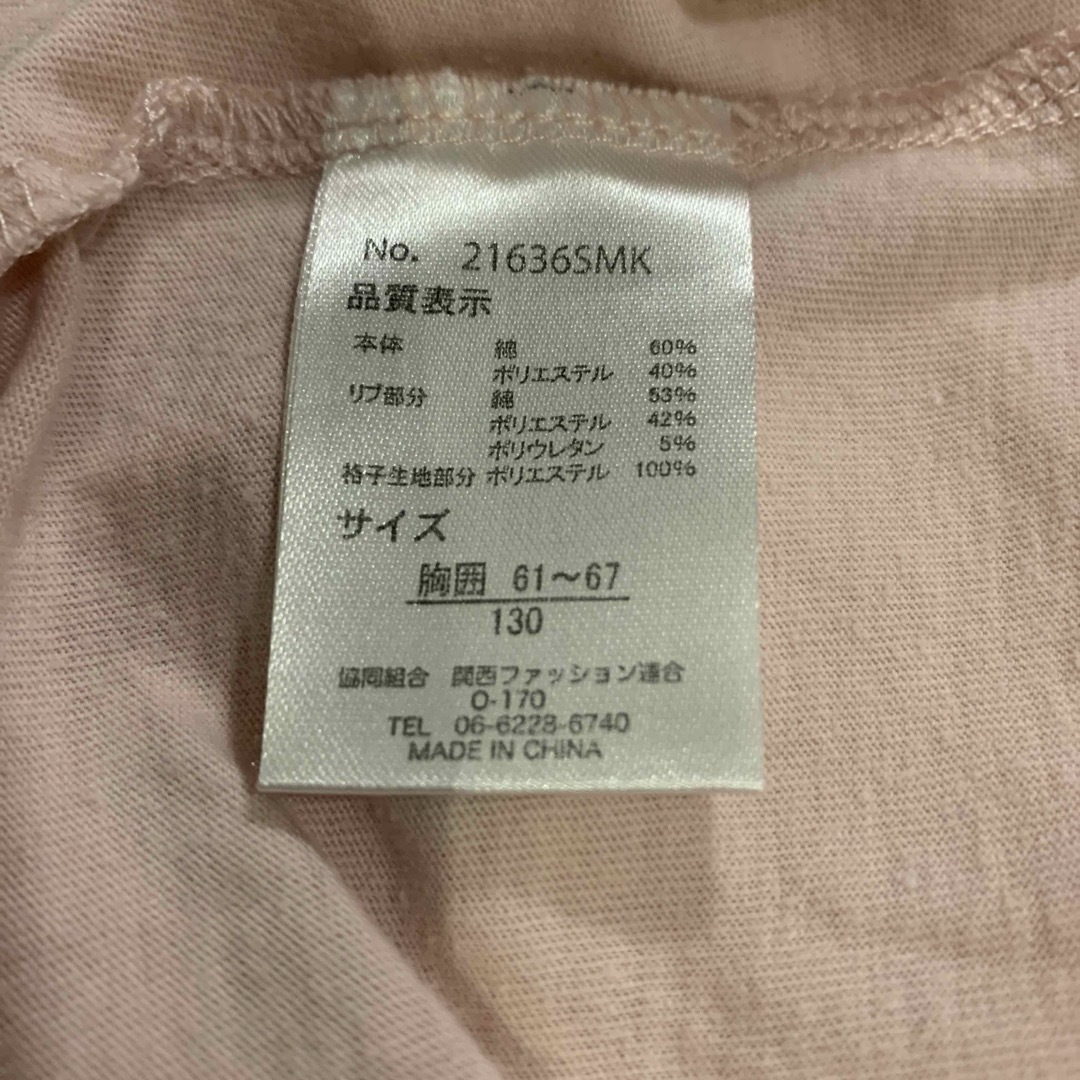 No. 21636SMK
品質表示
本体 綿 60%
ポリエステル 40%
リブ部分 綿 53%
ポリエステル 42%
ポリウレタン 5%
格子生地部分 ポリエステル 100%
サイズ
胸囲 61～67
130
協同組合 関西ファッション連合
O-170
TEL 06-6228-6740
MADE IN CHINA